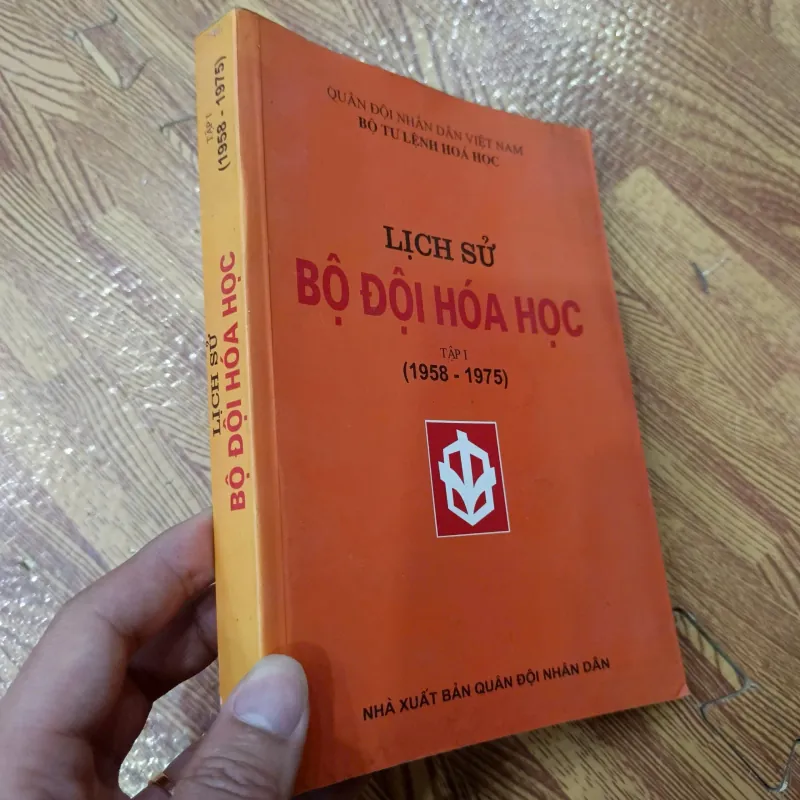 QUÂN ĐỘI NHÂN DÂN VIỆT NAM
BỘ TƯ LỆNH HOÁ HỌC
LỊCH SỬ
BỘ ĐỘI HÓA HỌC
TẬP I
(1958 - 1975)
NHÀ XUẤT BẢN QUÂN ĐỘI NHÂN DÂN
LỊCH SỬ
BỘ ĐỘI HÓA HỌC
TẬP I
(1958 - 1975)